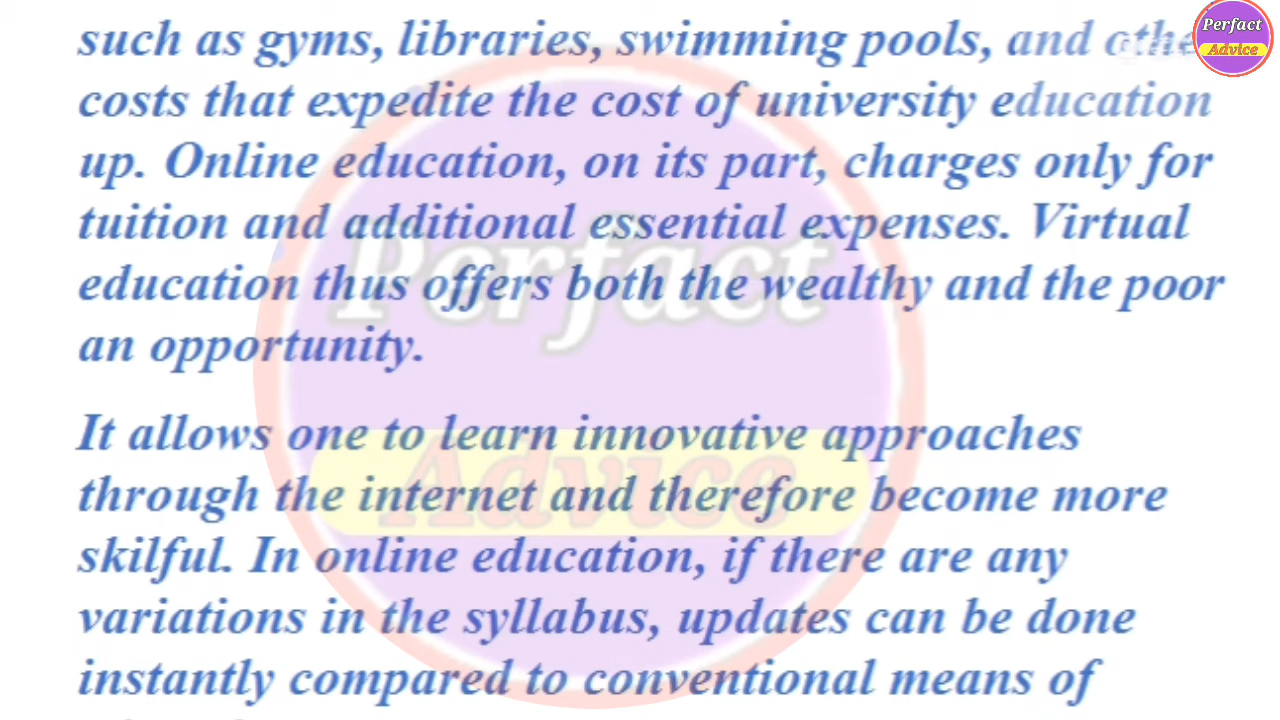 such as gyms, libraries, swimming pools, and othe
costs that expedite the cost of university education
up. Online education, on its part, charges only for
tuition and additional essential expenses. Virtual
education thus offers both the wealthy and the poor
an opportunity.
It allows one to learn innovative approaches
through the internet and therefore become more
skilful. In online education, if there are any
variations in the syllabus, updates can be done
instantly compared to conventional means of
Perfact
Advice
Perfact
Advice